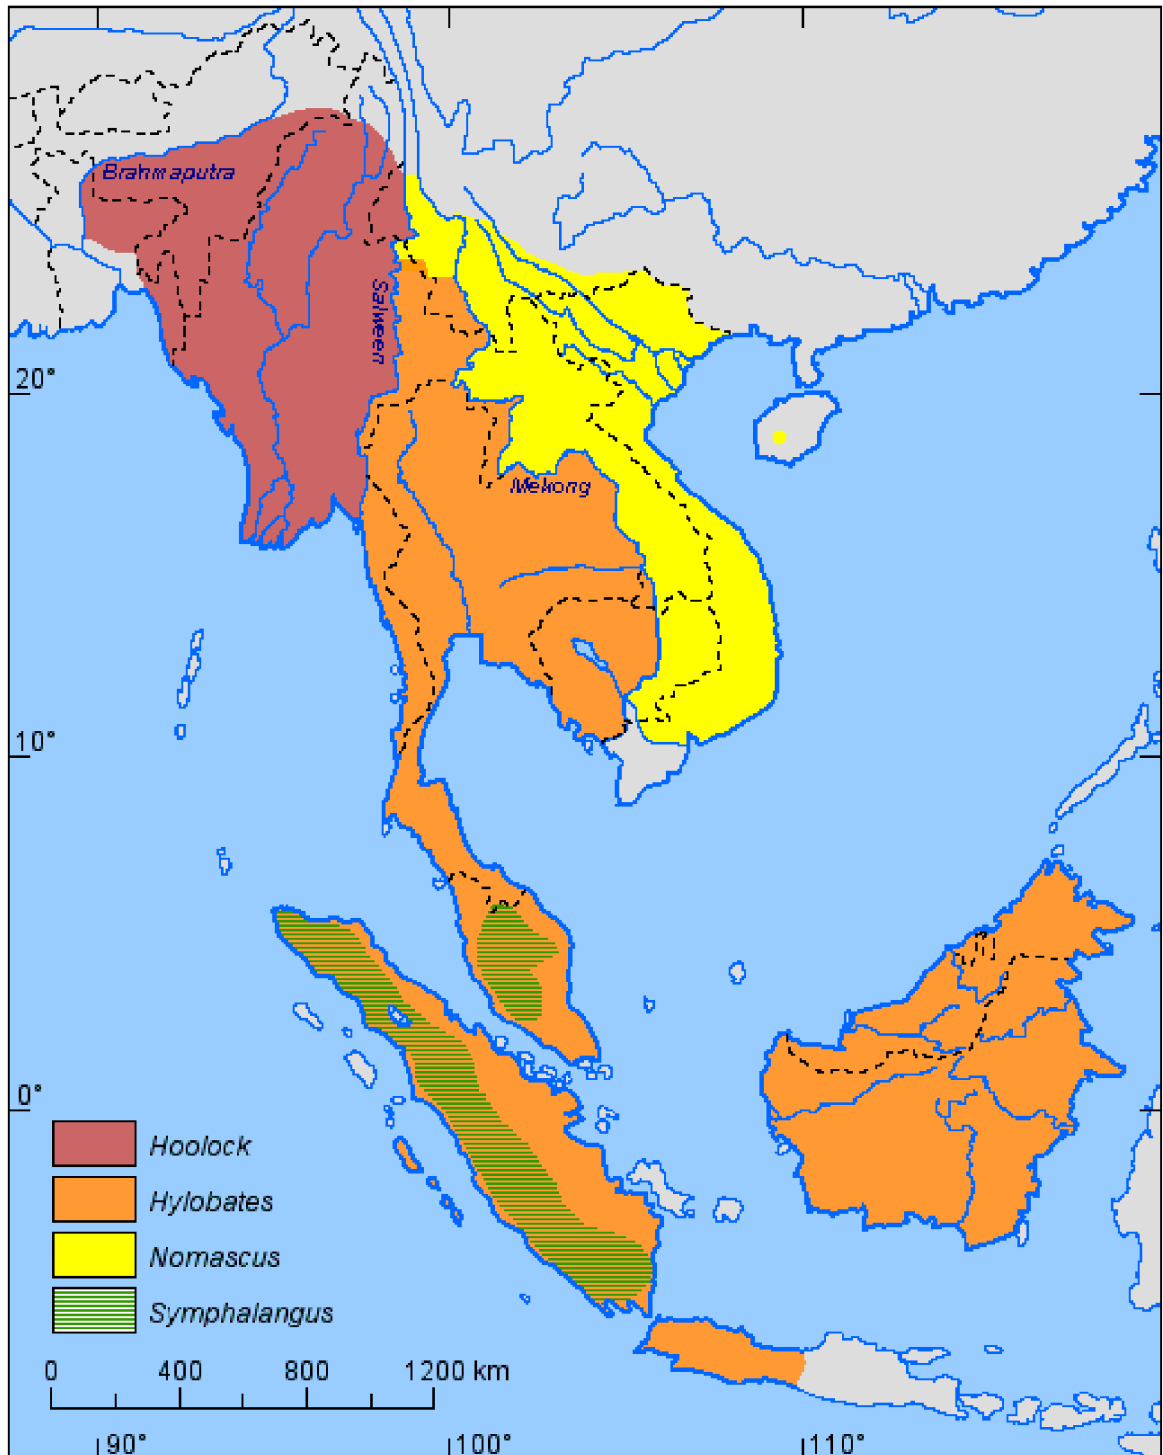 Brahmaputra
Salween
20°
Mekong
10°
0°
Hoolock
Hylobates
Nomascus
Symphalangus
0 400 800 1200 km
90° 100° 110°